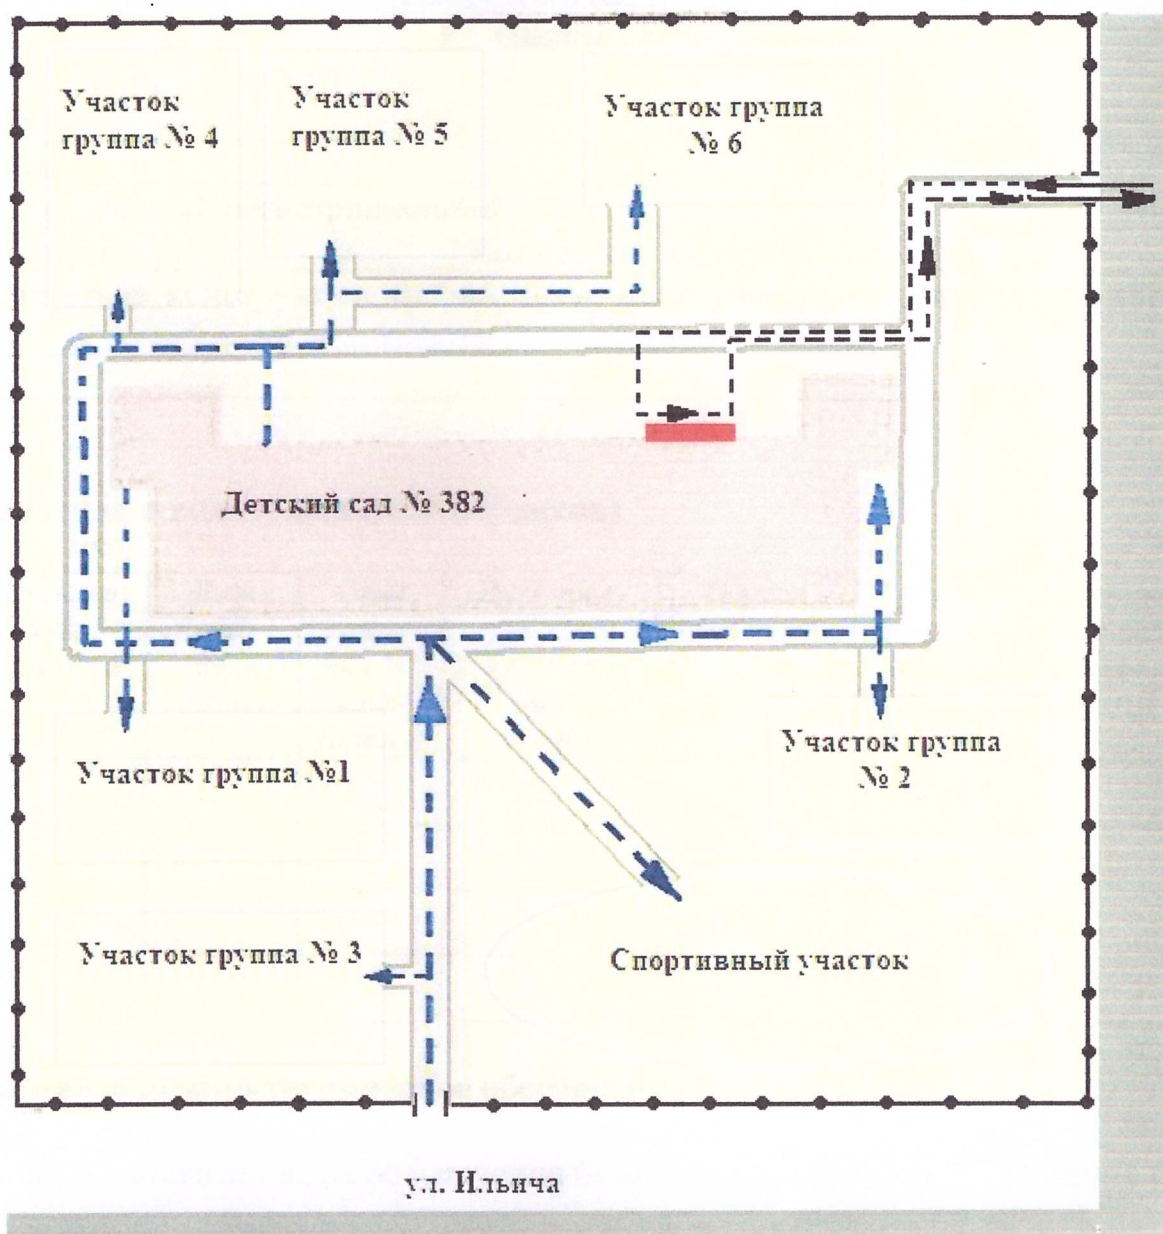 Участок
группа № 4
Участок
группа № 5
Участок группа
№ 6
Детский сад № 382
Участок группа №1
Участок группа
№ 2
Участок группа № 3
Спортивный участок
ул. Ильича